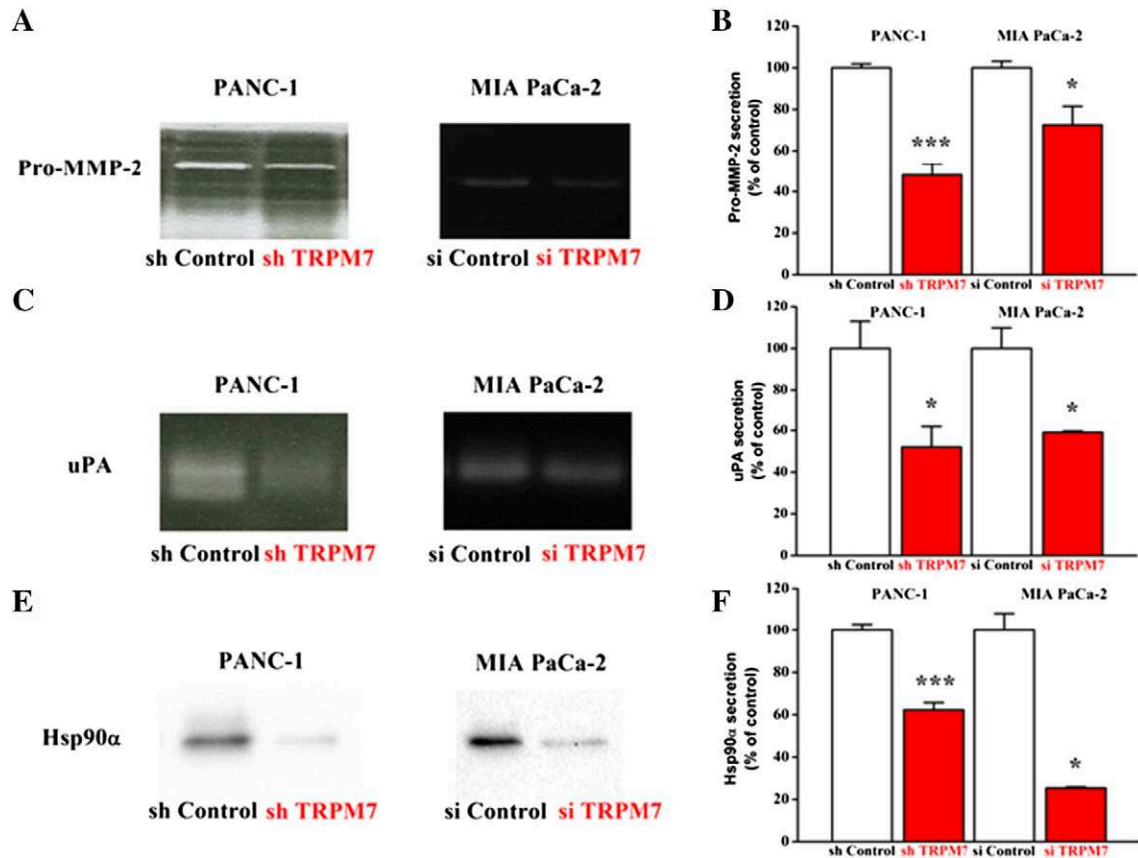 A
PANC-1 MIA PaCa-2
Pro-MMP-2
sh Control sh TRPM7 si Control si TRPM7
B
PANC-1 MIA PaCa-2
Pro-MMP-2 secretion
(% of control)
120
100
80
60
40
20
0
***
*
sh Control sh TRPM7 si Control si TRPM7
C
PANC-1 MIA PaCa-2
uPA
sh Control sh TRPM7 si Control si TRPM7
D
PANC-1 MIA PaCa-2
uPA secretion
(% of control)
120
100
80
60
40
20
0
*
*
sh Control sh TRPM7 si Control si TRPM7
E
PANC-1 MIA PaCa-2
Hsp90α
sh Control sh TRPM7 si Control si TRPM7
F
PANC-1 MIA PaCa-2
Hsp90α secretion
(% of control)
120
100
80
60
40
20
0
***
*
sh Control sh TRPM7 si Control si TRPM7